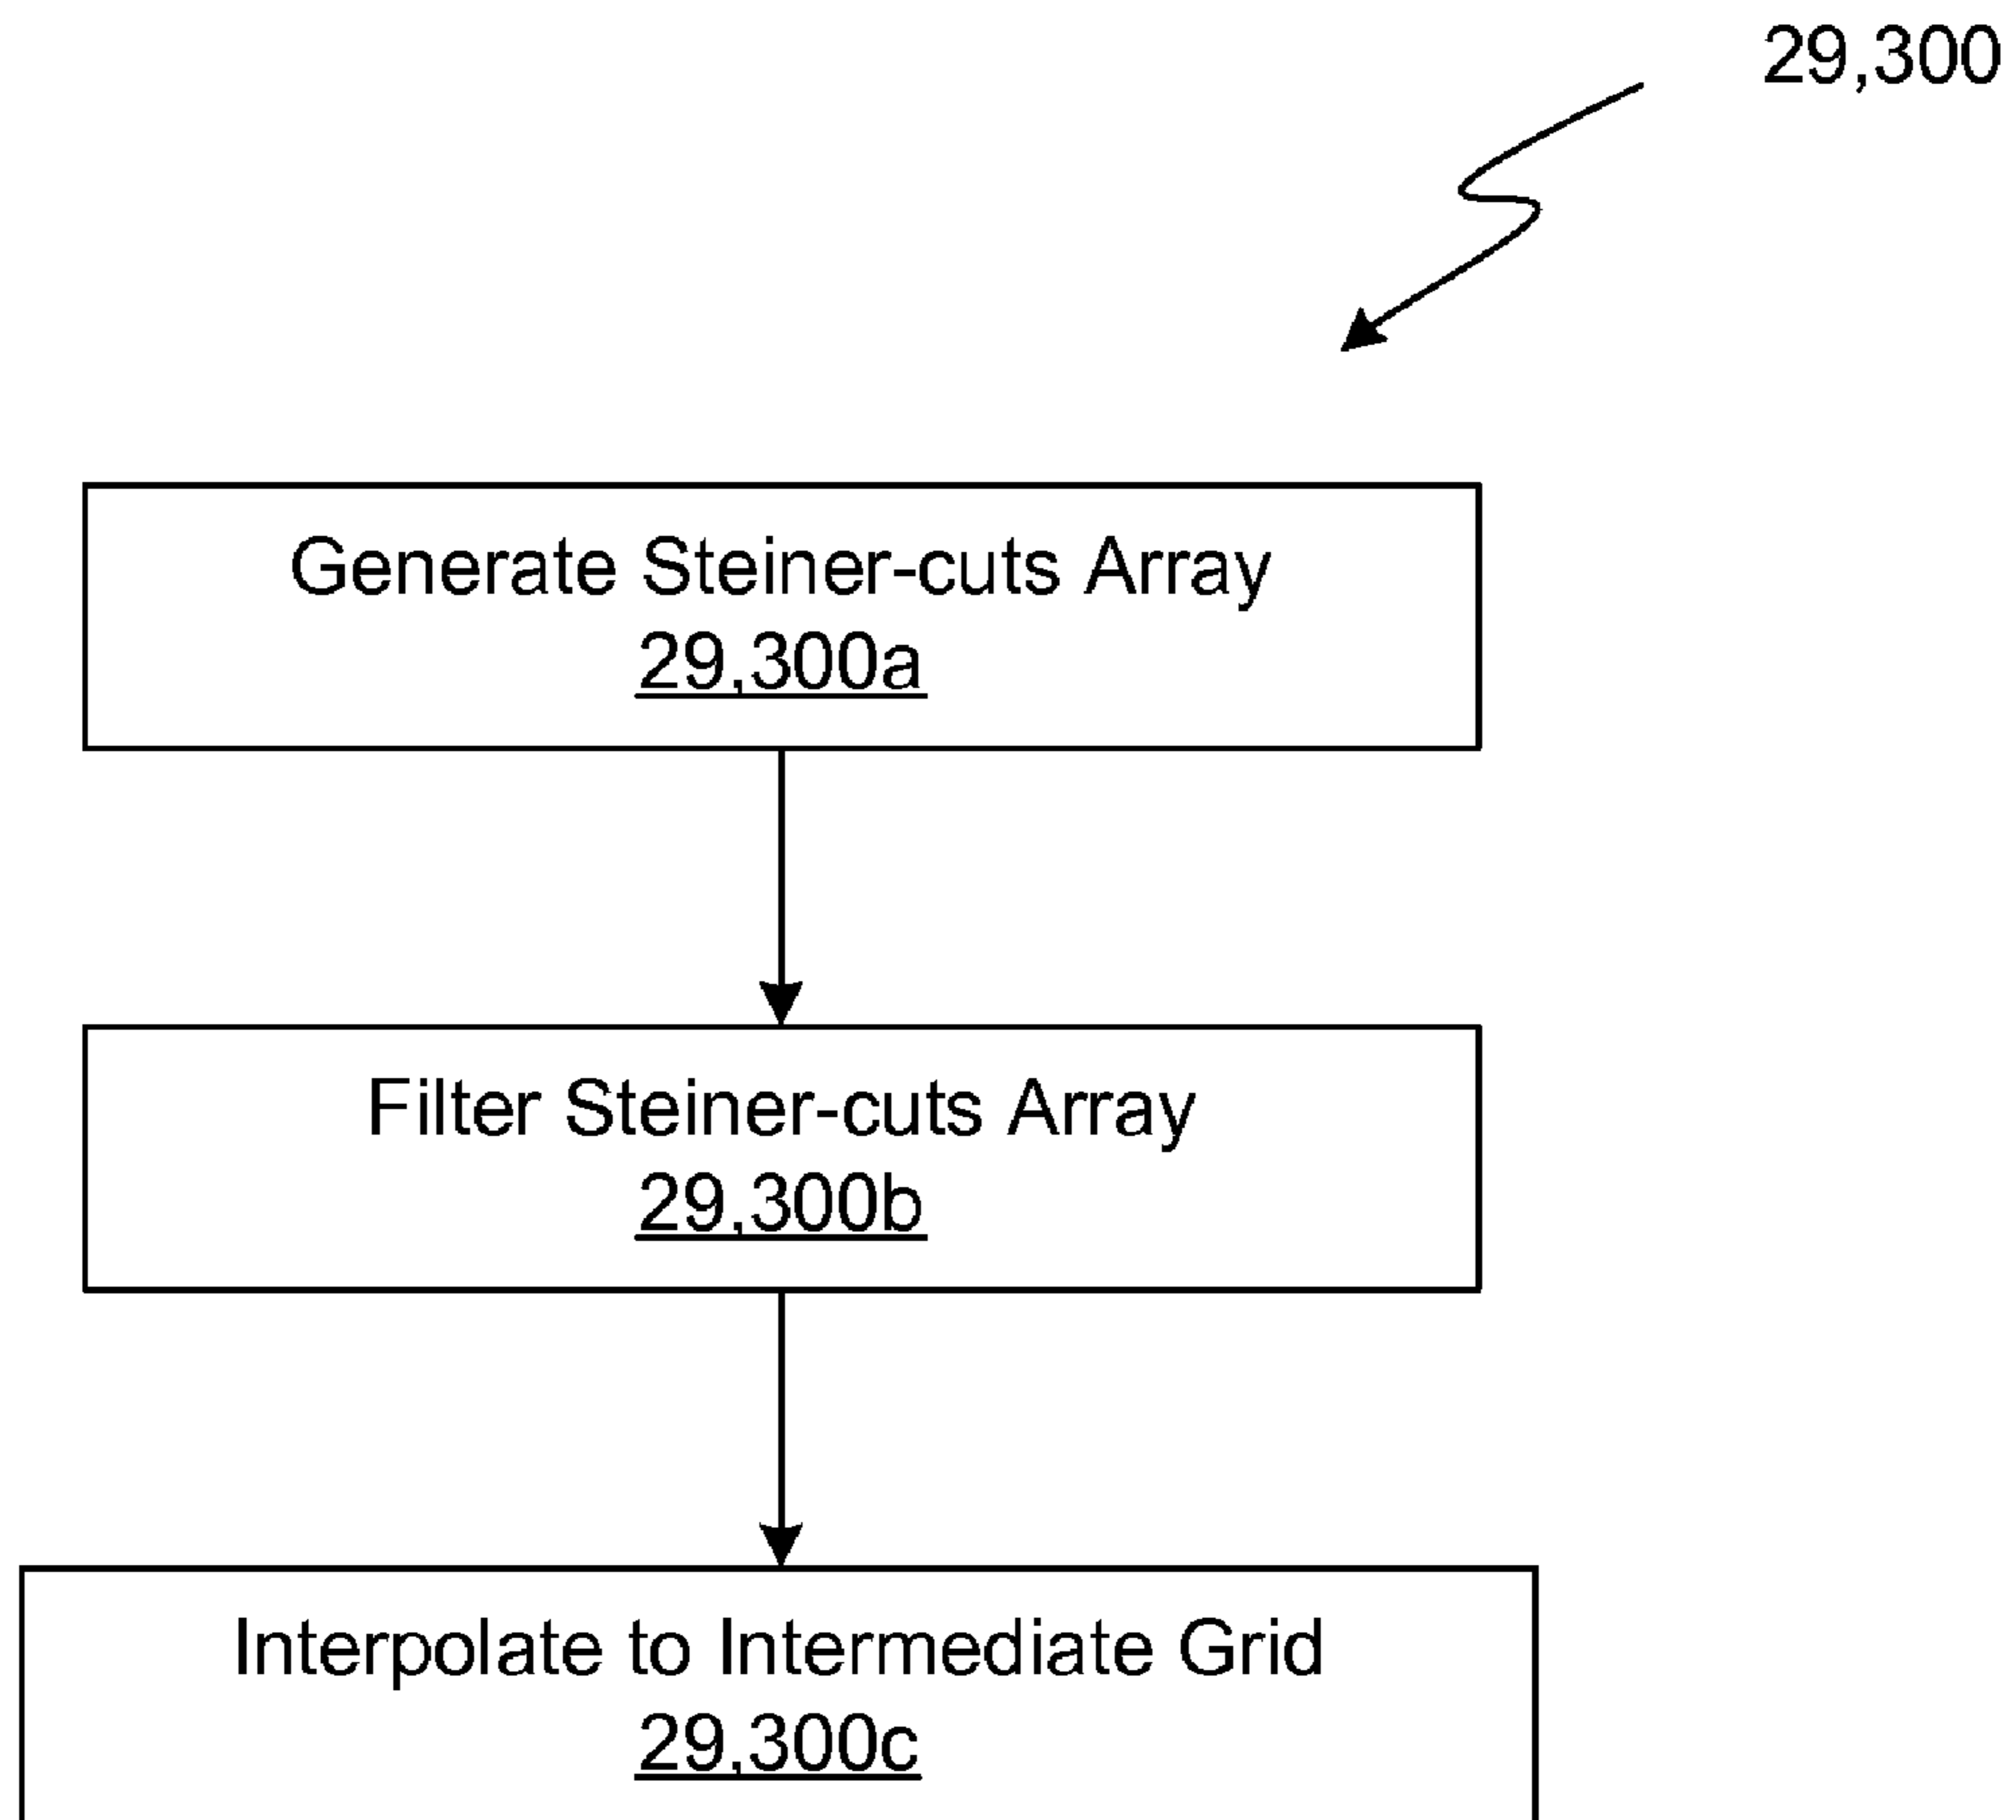 29,300
Generate Steiner-cuts Array
29,300a
Filter Steiner-cuts Array
29,300b
Interpolate to Intermediate Grid
29,300c